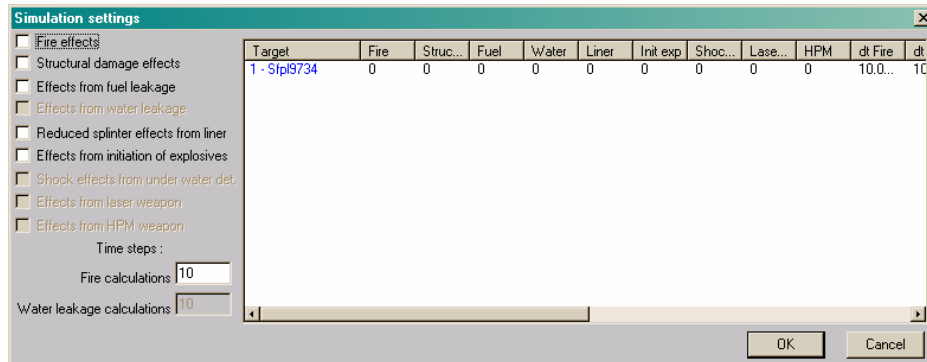 Simulation settings
Fire effects
Structural damage effects
Effects from fuel leakage
Effects from water leakage
Reduced splinter effects from liner
Effects from initiation of explosives
Shock effects from under water det.
Effects from laser weapon
Effects from HPM weapon
Time steps :
Fire calculations 10
Water leakage calculations 10
Target Fire Struc... Fuel Water Liner Init exp Shoc... Lase... HPM dt Fire dt
1 - Sfpl9734 0 0 0 0 0 0 0 0 0 10.0... 10
OK Cancel